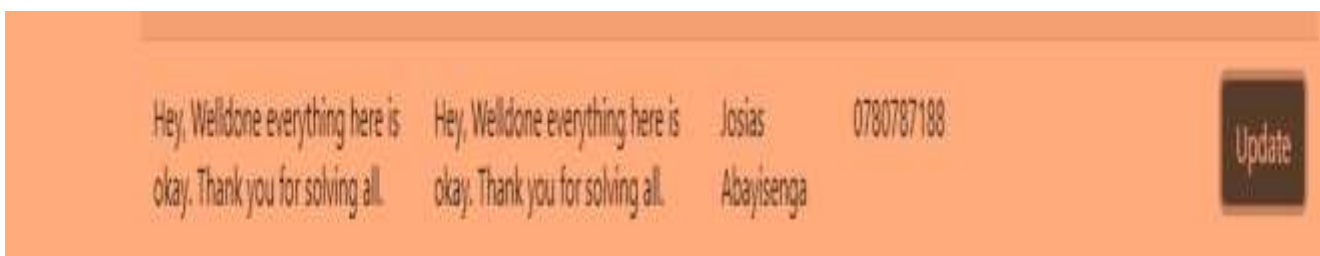 Hey, Welldone everything here is
okay. Thank you for solving all.
Hey, Welldone everything here is
okay. Thank you for solving all.
Josias
Abayisenga
0780787188
Update